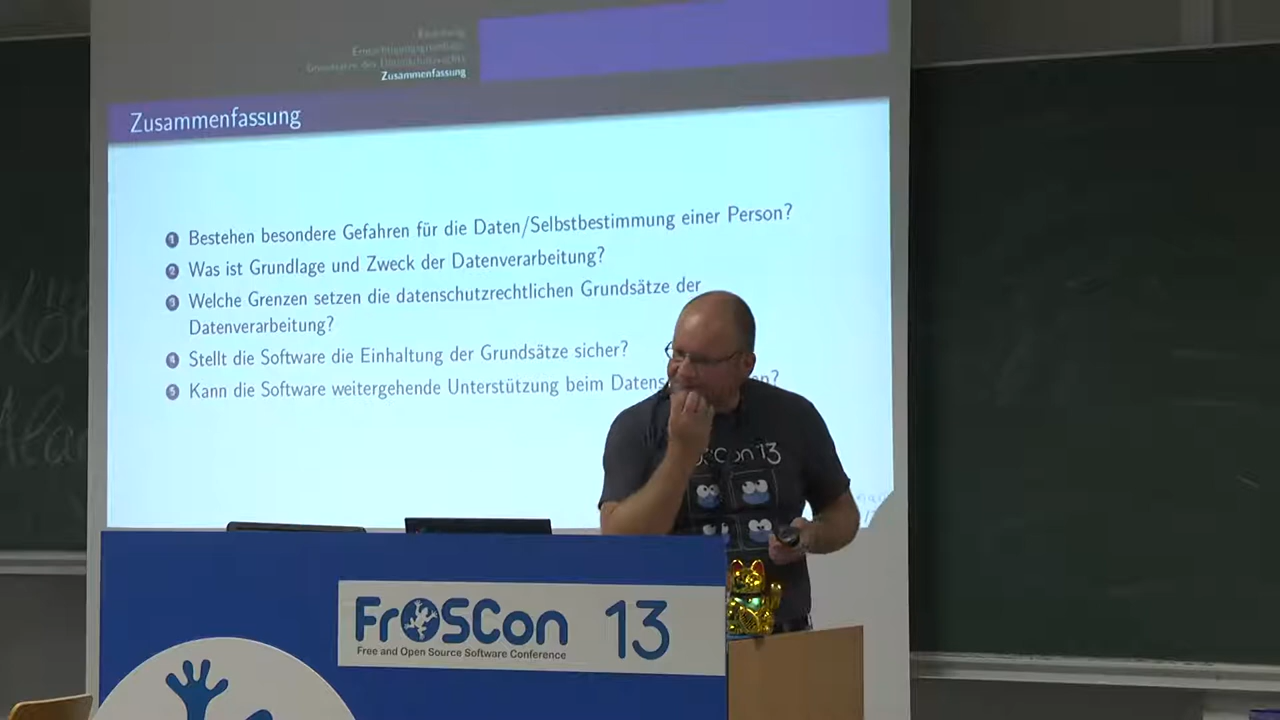 Einleitung
Ermächtigungsgrundlage
Grundsätze des Datenschutzrechts
Zusammenfassung
Zusammenfassung
1 Bestehen besondere Gefahren für die Daten/Selbstbestimmung einer Person?
2 Was ist Grundlage und Zweck der Datenverarbeitung?
3 Welche Grenzen setzen die datenschutzrechtlichen Grundsätze der
Datenverarbeitung?
4 Stellt die Software die Einhaltung der Grundsätze sicher?
5 Kann die Software weitergehende Unterstützung beim
Con 13
FrOSCon 13
Free and Open Source Software Conference